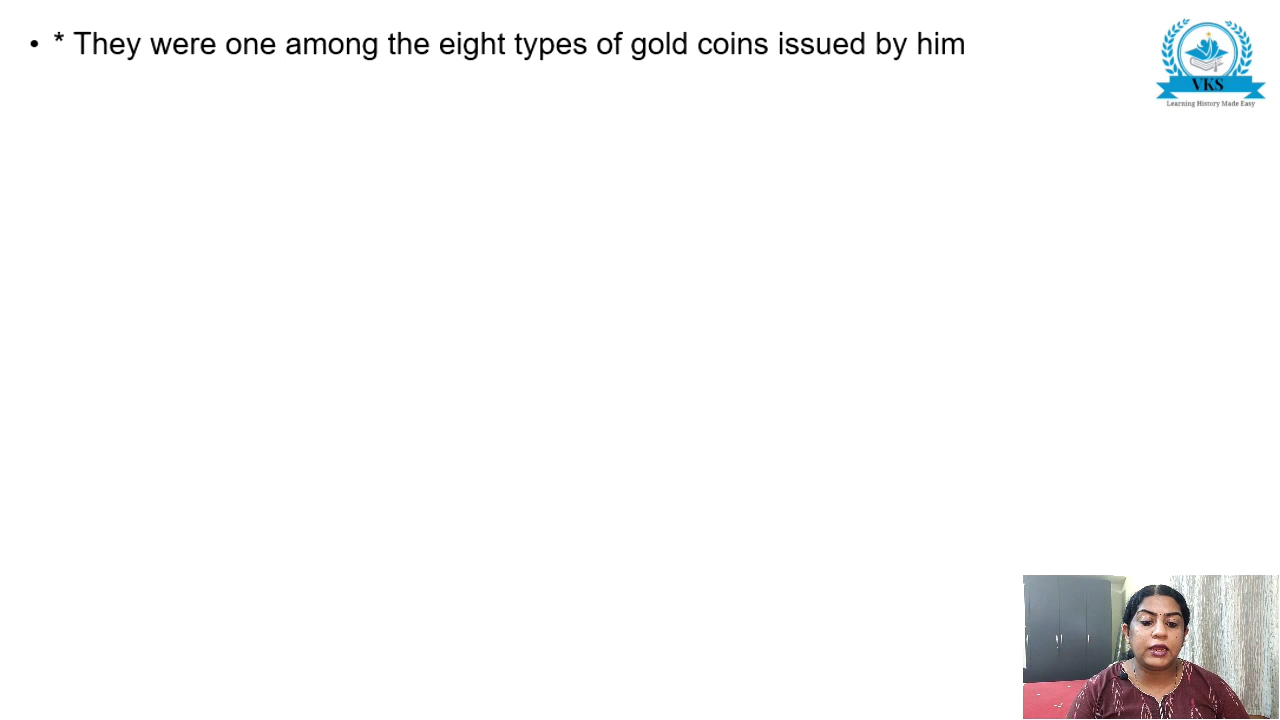 • * They were one among the eight types of gold coins issued by him
VKS
Learning History Made Easy